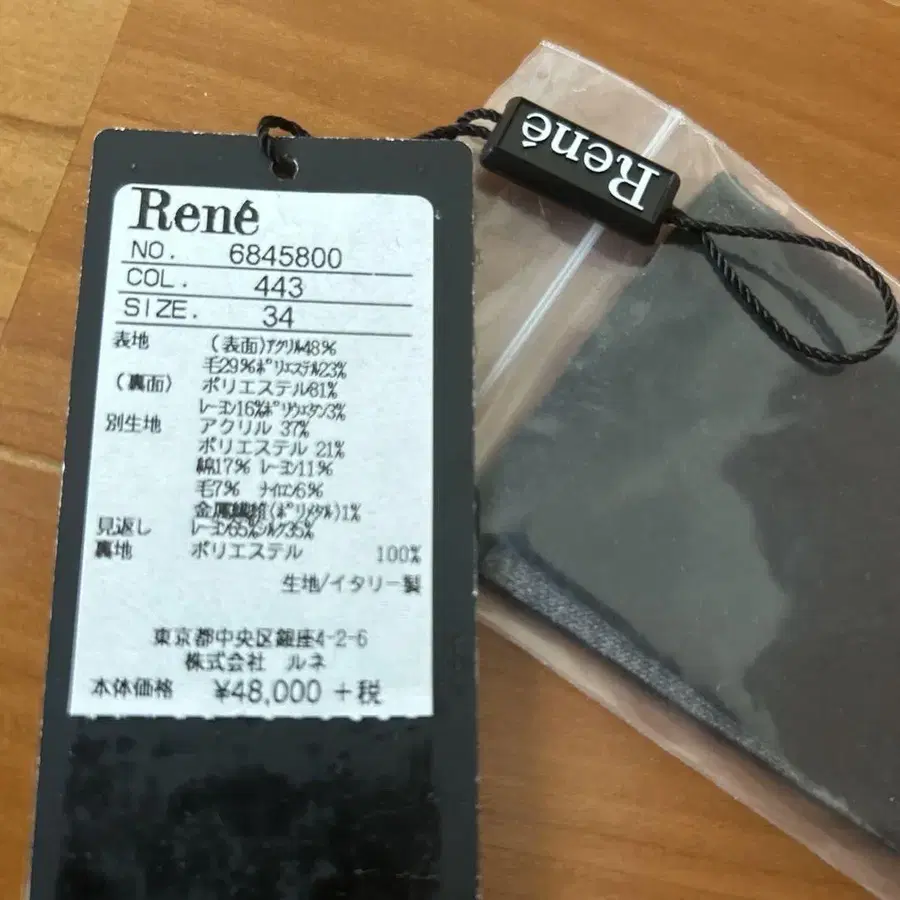 René
NO. 6845800
COL. 443
SIZE. 34
表地 (表面)アクリル48%
毛29%ポリエステル23%
(裏面) ポリエステル81%
レーヨン16%ポリウレタン3%
別生地 アクリル 37%
ポリエステル 21%
綿17% レーヨン11%
毛7% ナイロン6%
金属繊維(ポリメタル)1%
見返し レーヨン65%シルク35%
裏地 ポリエステル 100%
生地/イタリー製
東京都中央区銀座4-2-6
株式会社 ルネ
本体価格 ¥48,000 +税
René